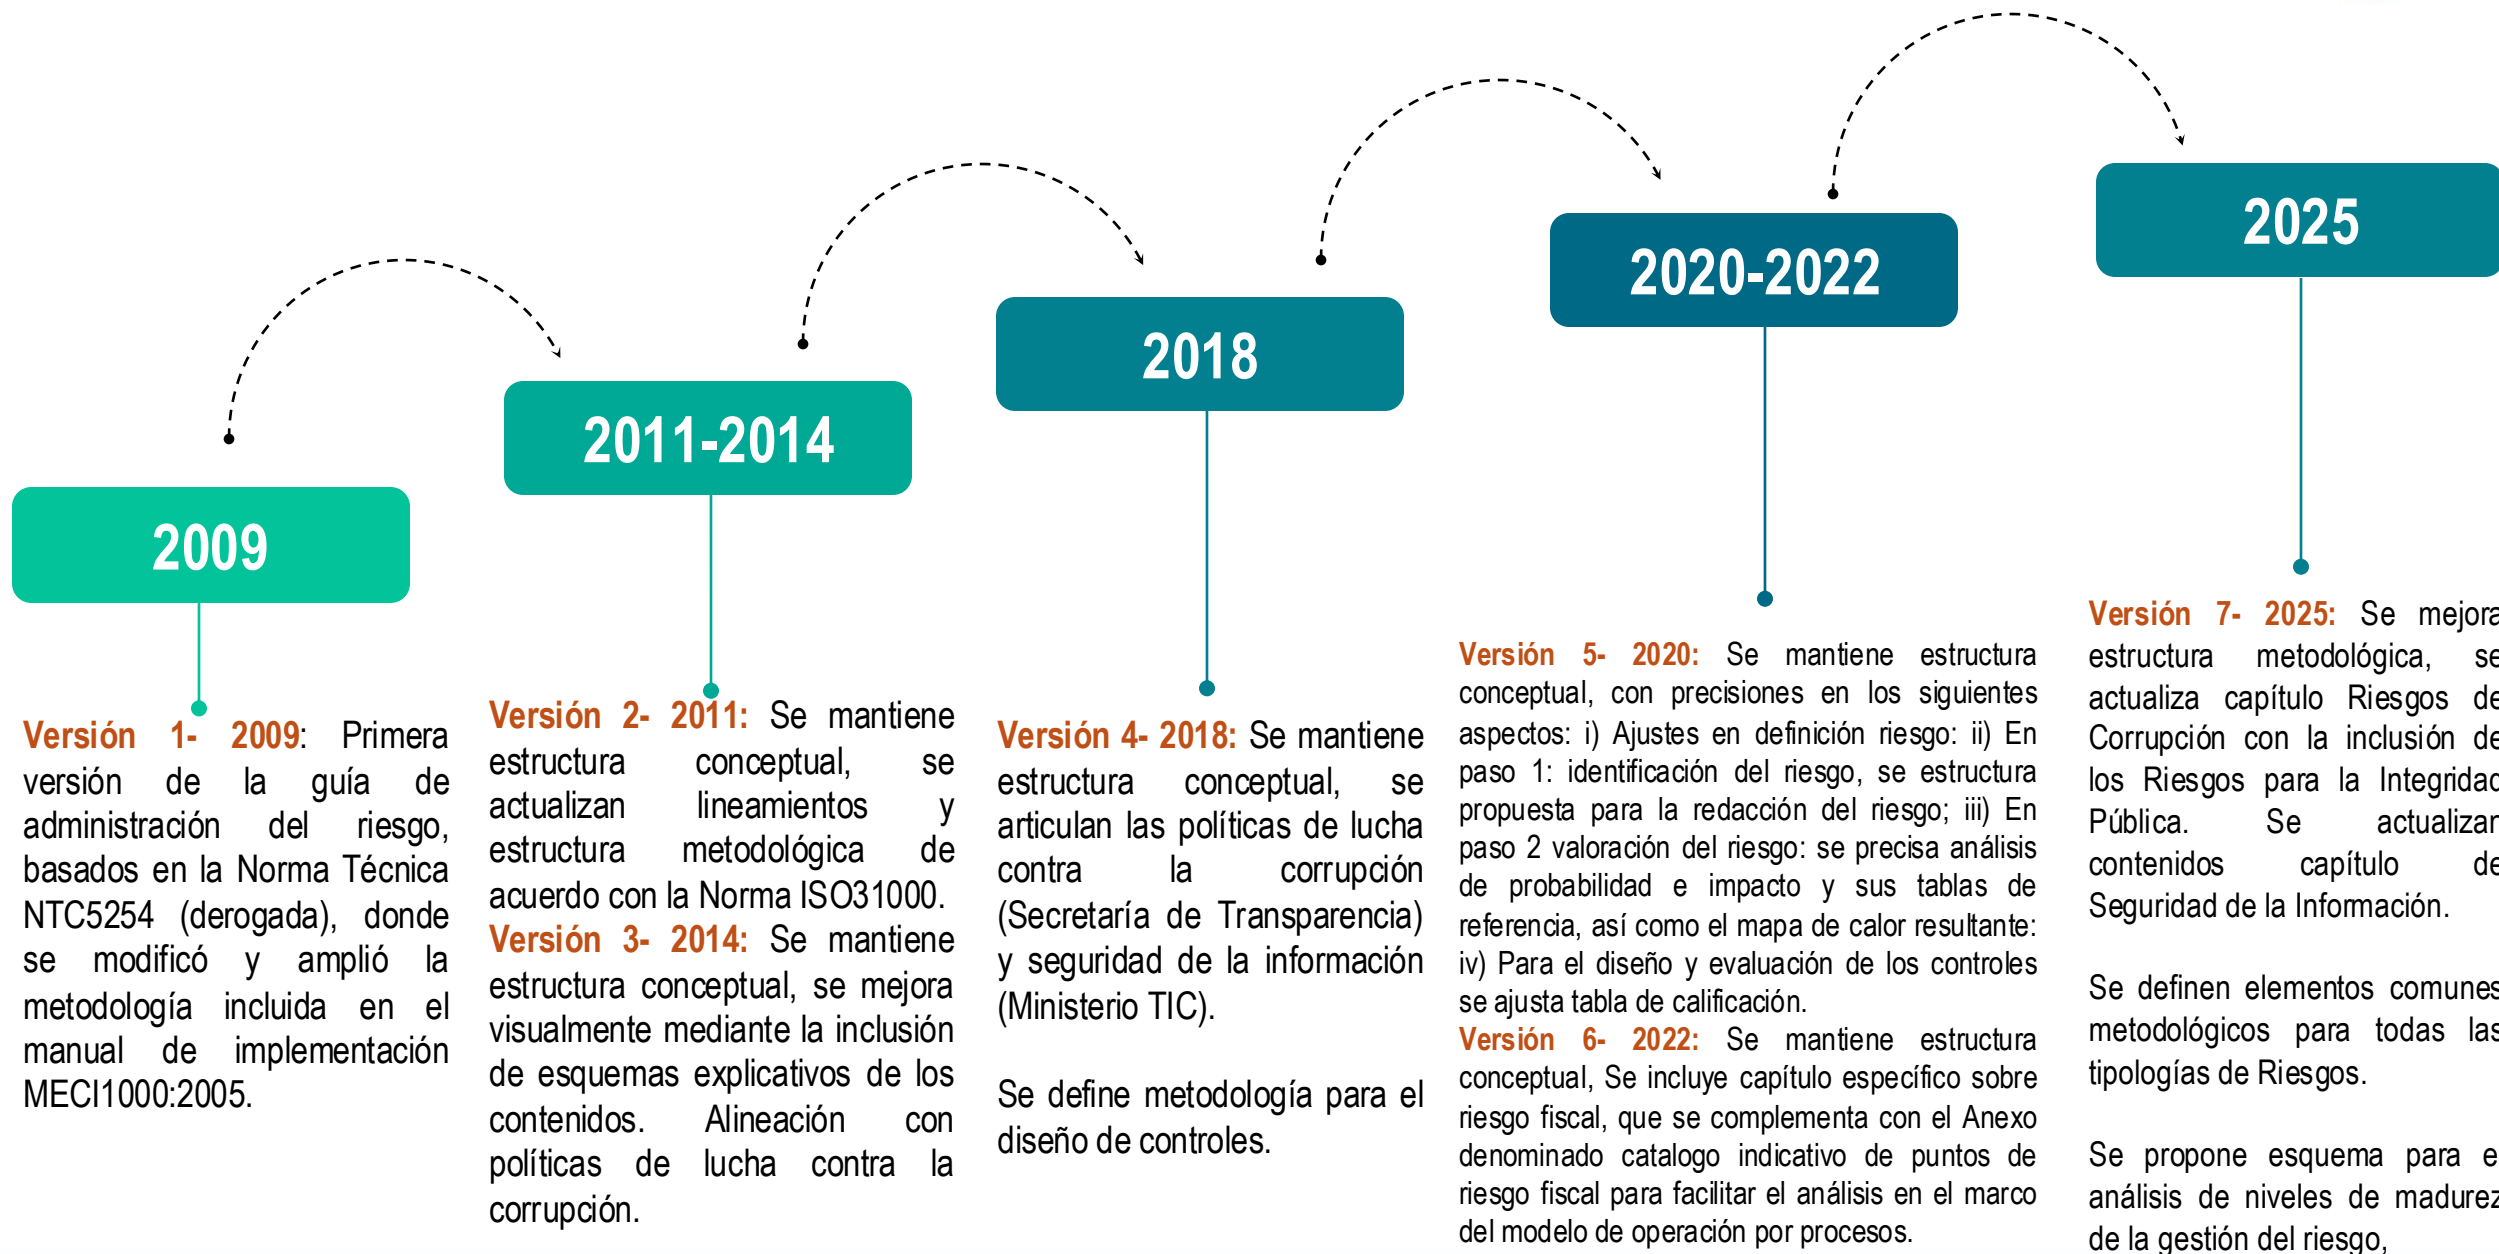 2009
Versión 1- 2009: Primera
versión de la guía de
administración del riesgo,
basados en la Norma Técnica
NTC5254 (derogada), donde
se modificó y amplió la
metodología incluida en el
manual de implementación
MECI1000:2005.
2011-2014
Versión 2- 2011: Se mantiene
estructura conceptual, se
actualizan lineamientos y
estructura metodológica de
acuerdo con la Norma ISO31000.
Versión 3- 2014: Se mantiene
estructura conceptual, se mejora
visualmente mediante la inclusión
de esquemas explicativos de los
contenidos. Alineación con
políticas de lucha contra la
corrupción.
2018
Versión 4- 2018: Se mantiene
estructura conceptual, se
articulan las políticas de lucha
contra la corrupción
(Secretaría de Transparencia)
y seguridad de la información
(Ministerio TIC).
Se define metodología para el
diseño de controles.
2020-2022
Versión 5- 2020: Se mantiene estructura
conceptual, con precisiones en los siguientes
aspectos: i) Ajustes en definición riesgo: ii) En
paso 1: identificación del riesgo, se estructura
propuesta para la redacción del riesgo; iii) En
paso 2 valoración del riesgo: se precisa análisis
de probabilidad e impacto y sus tablas de
referencia, así como el mapa de calor resultante:
iv) Para el diseño y evaluación de los controles
se ajusta tabla de calificación.
Versión 6- 2022: Se mantiene estructura
conceptual, Se incluye capítulo específico sobre
riesgo fiscal, que se complementa con el Anexo
denominado catalogo indicativo de puntos de
riesgo fiscal para facilitar el análisis en el marco
del modelo de operación por procesos.
2025
Versión 7- 2025: Se mejora
estructura metodológica, se
actualiza capítulo Riesgos de
Corrupción con la inclusión de
los Riesgos para la Integridad
Pública. Se actualizan
contenidos capítulo de
Seguridad de la Información.
Se definen elementos comunes
metodológicos para todas las
tipologías de Riesgos.
Se propone esquema para el
análisis de niveles de madurez
de la gestión del riesgo,